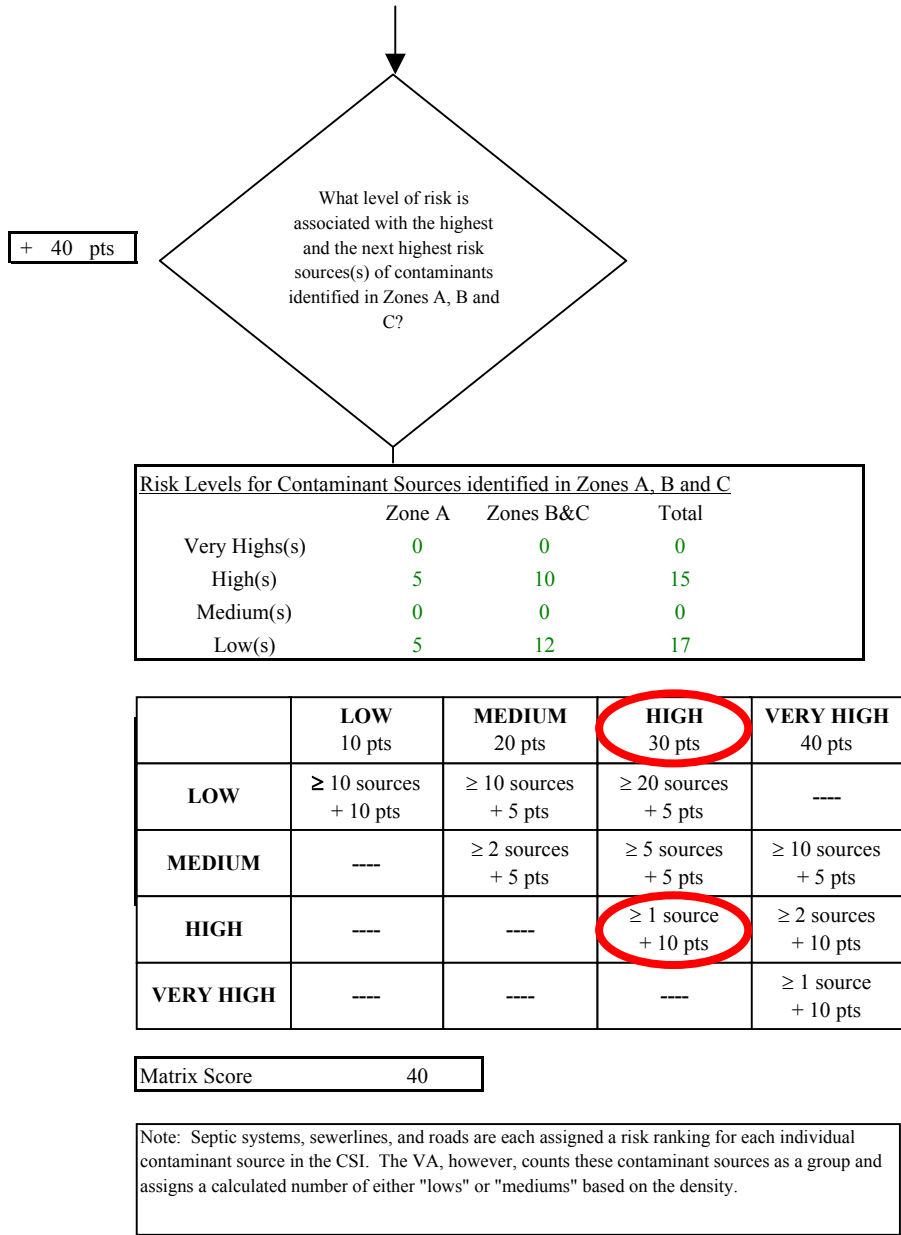 What level of risk is
associated with the highest
and the next highest risk
sources(s) of contaminants
identified in Zones A, B and
C?
+ 40 pts
Risk Levels for Contaminant Sources identified in Zones A, B and C
Zone A Zones B&C Total
Very Highs(s) 0 0 0
High(s) 5 10 15
Medium(s) 0 0 0
Low(s) 5 12 17
LOW MEDIUM HIGH VERY HIGH
10 pts 20 pts 30 pts 40 pts
LOW ≥ 10 sources ≥ 10 sources ≥ 20 sources ----
+ 10 pts + 5 pts + 5 pts
MEDIUM ---- ≥ 2 sources ≥ 5 sources ≥ 10 sources
+ 5 pts + 5 pts + 5 pts
HIGH ---- ---- ≥ 1 source ≥ 2 sources
+ 10 pts + 10 pts
VERY HIGH ---- ---- ---- ≥ 1 source
+ 10 pts
Matrix Score 40
Note: Septic systems, sewerlines, and roads are each assigned a risk ranking for each individual
contaminant source in the CSI. The VA, however, counts these contaminant sources as a group and
assigns a calculated number of either "lows" or "mediums" based on the density.